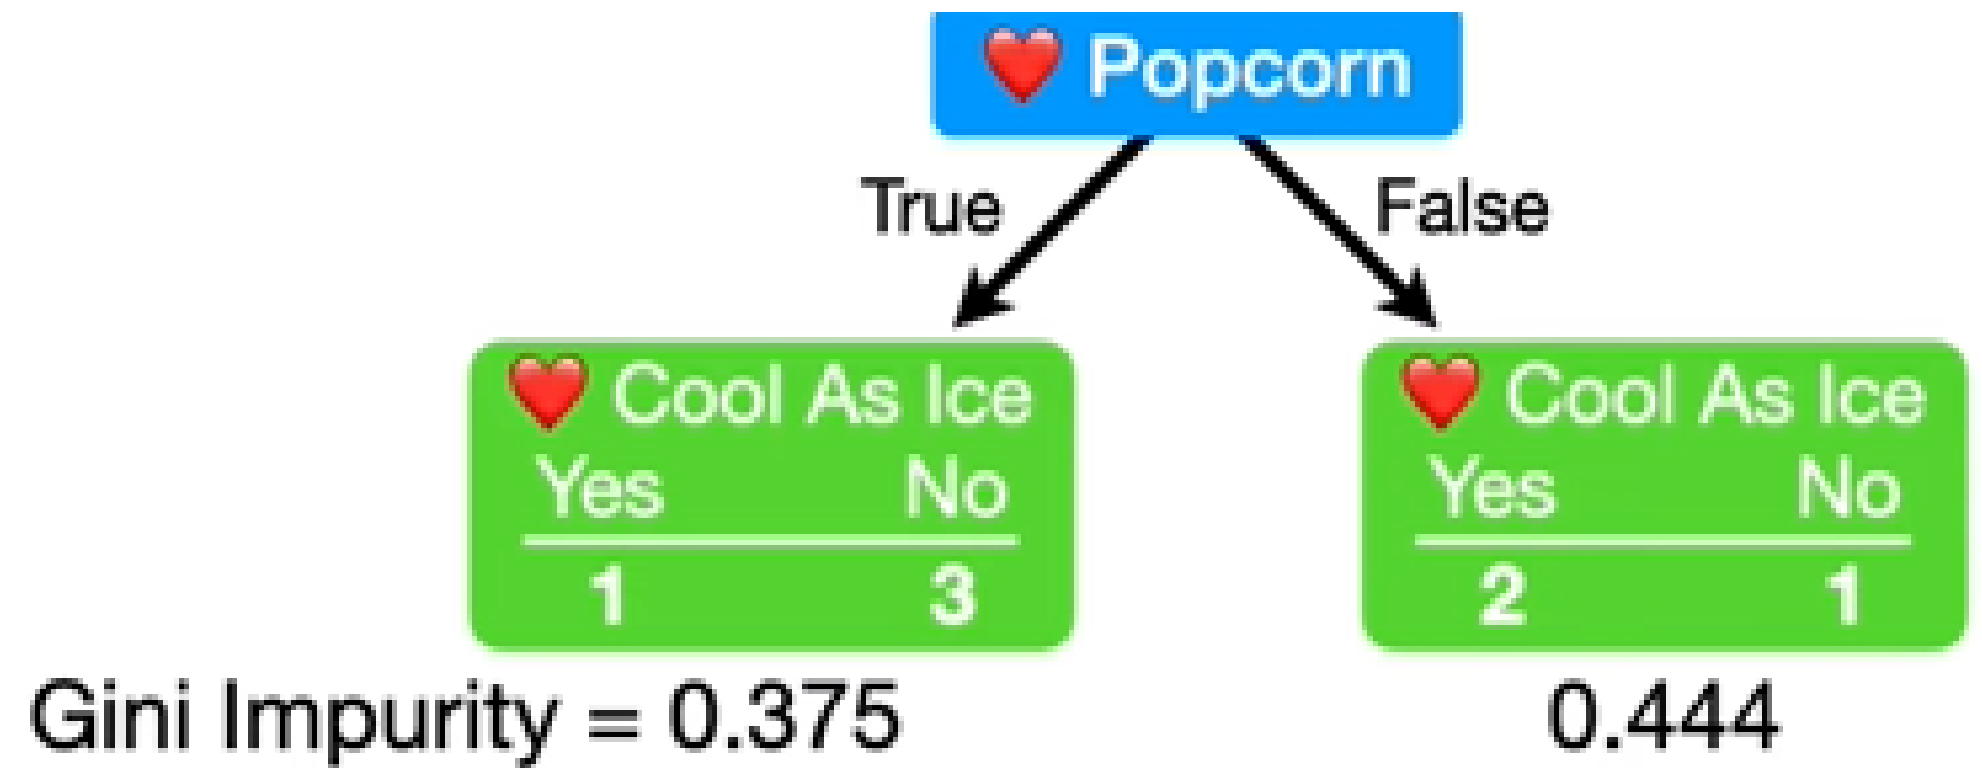 ❤️ Popcorn
True False
❤️ Cool As Ice
Yes No
1 3
❤️ Cool As Ice
Yes No
2 1
Gini Impurity = 0.375
0.444